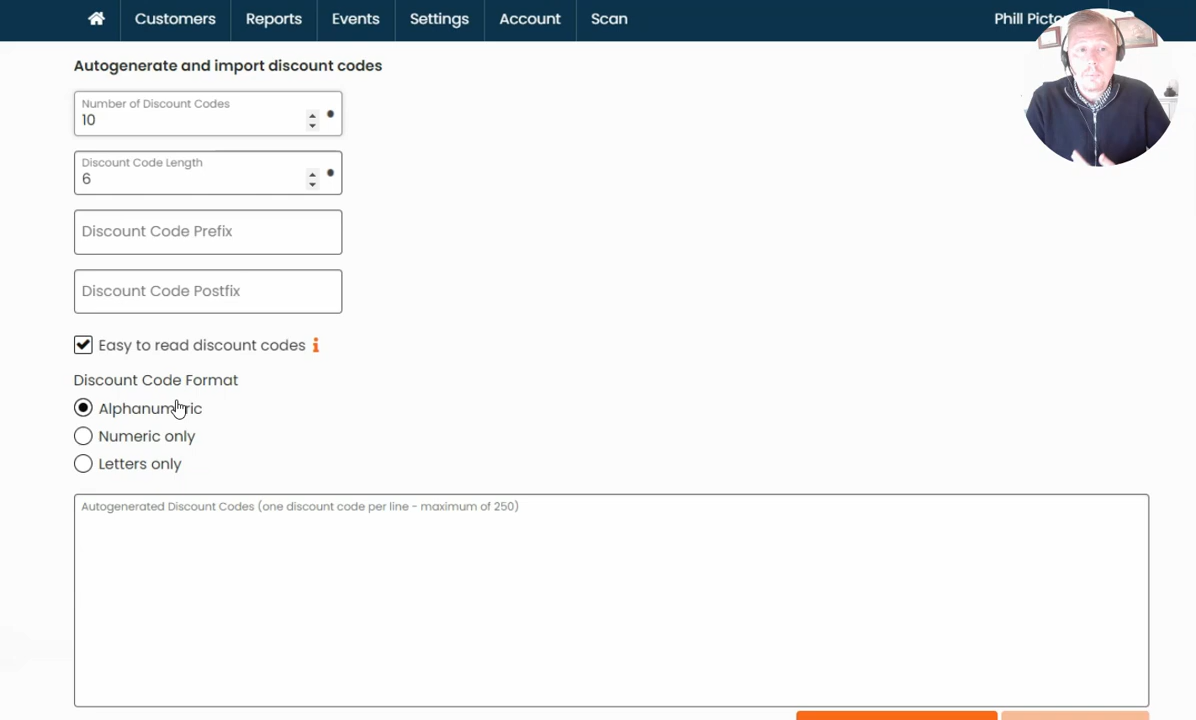 Customers
Reports
Events
Settings
Account
Scan
Phill
Autogenerate and import discount codes
Number of Discount Codes
10
Discount Code Length
6
Discount Code Prefix
Discount Code Postfix
Easy to read discount codes
Discount Code Format
Alphanumeric
Numeric only
Letters only
Autogenerated Discount Codes (one discount code per line - maximum of 250)